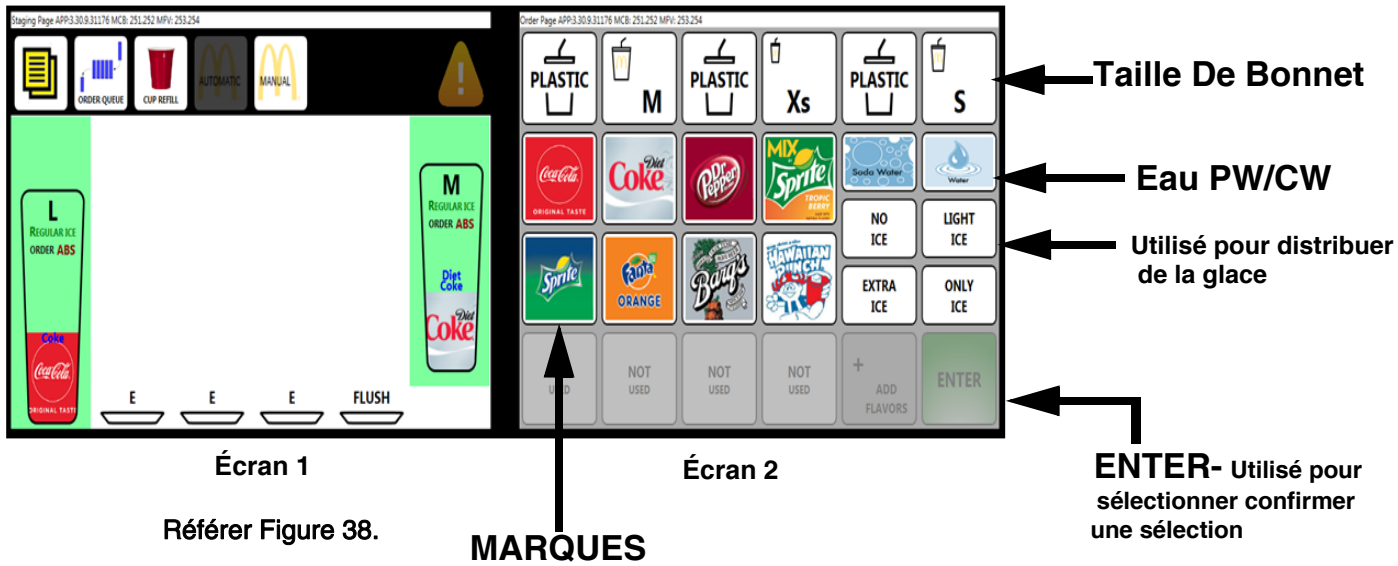 Staging Page APP:3.30.9.31176 MCB: 251.252 MFV: 253.254
ORDER QUEUE
CUP REFILL
AUTOMATIC
MANUAL
L
REGULAR ICE
ORDER ABS
Coke
Coca-Cola
ORIGINAL TASTE
E
E
E
FLUSH
M
REGULAR ICE
ORDER ABS
Diet
Coke
Diet
Coke
Écran 1
Référer Figure 38.
Order Page APP:3.30.9.31176 MCB: 251.252 MFV: 253.254
PLASTIC
M
PLASTIC
Xs
PLASTIC
S
Coca-Cola
ORIGINAL TASTE
Diet
Coke
Dr Pepper
MIX
BY
Sprite
TROPIC
BERRY
Soda Water
Water
NO
ICE
LIGHT
ICE
Sprite
Fanta
ORANGE
Barq's
HAWAIIAN
PUNCH
EXTRA
ICE
ONLY
ICE
USED
NOT
USED
NOT
USED
NOT
USED
+
ADD
FLAVORS
ENTER
Écran 2
MARQUES
Taille De Bonnet
Eau PW/CW
Utilisé pour distribuer
de la glace
ENTER- Utilisé pour
sélectionner confirmer
une sélection